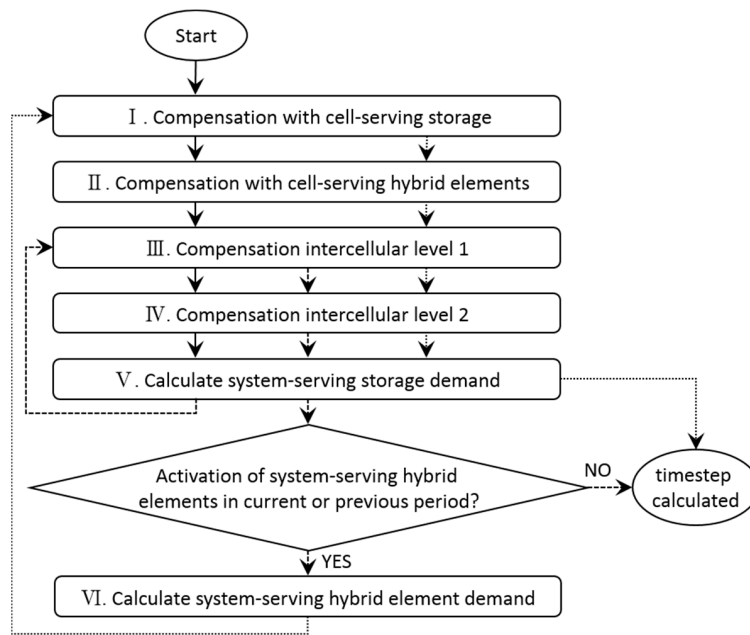 Start
Ⅰ. Compensation with cell-serving storage
Ⅱ. Compensation with cell-serving hybrid elements
Ⅲ. Compensation intercellular level 1
Ⅳ. Compensation intercellular level 2
Ⅴ. Calculate system-serving storage demand
Activation of system-serving hybrid
elements in current or previous period?
NO
timestep
calculated
YES
Ⅵ. Calculate system-serving hybrid element demand